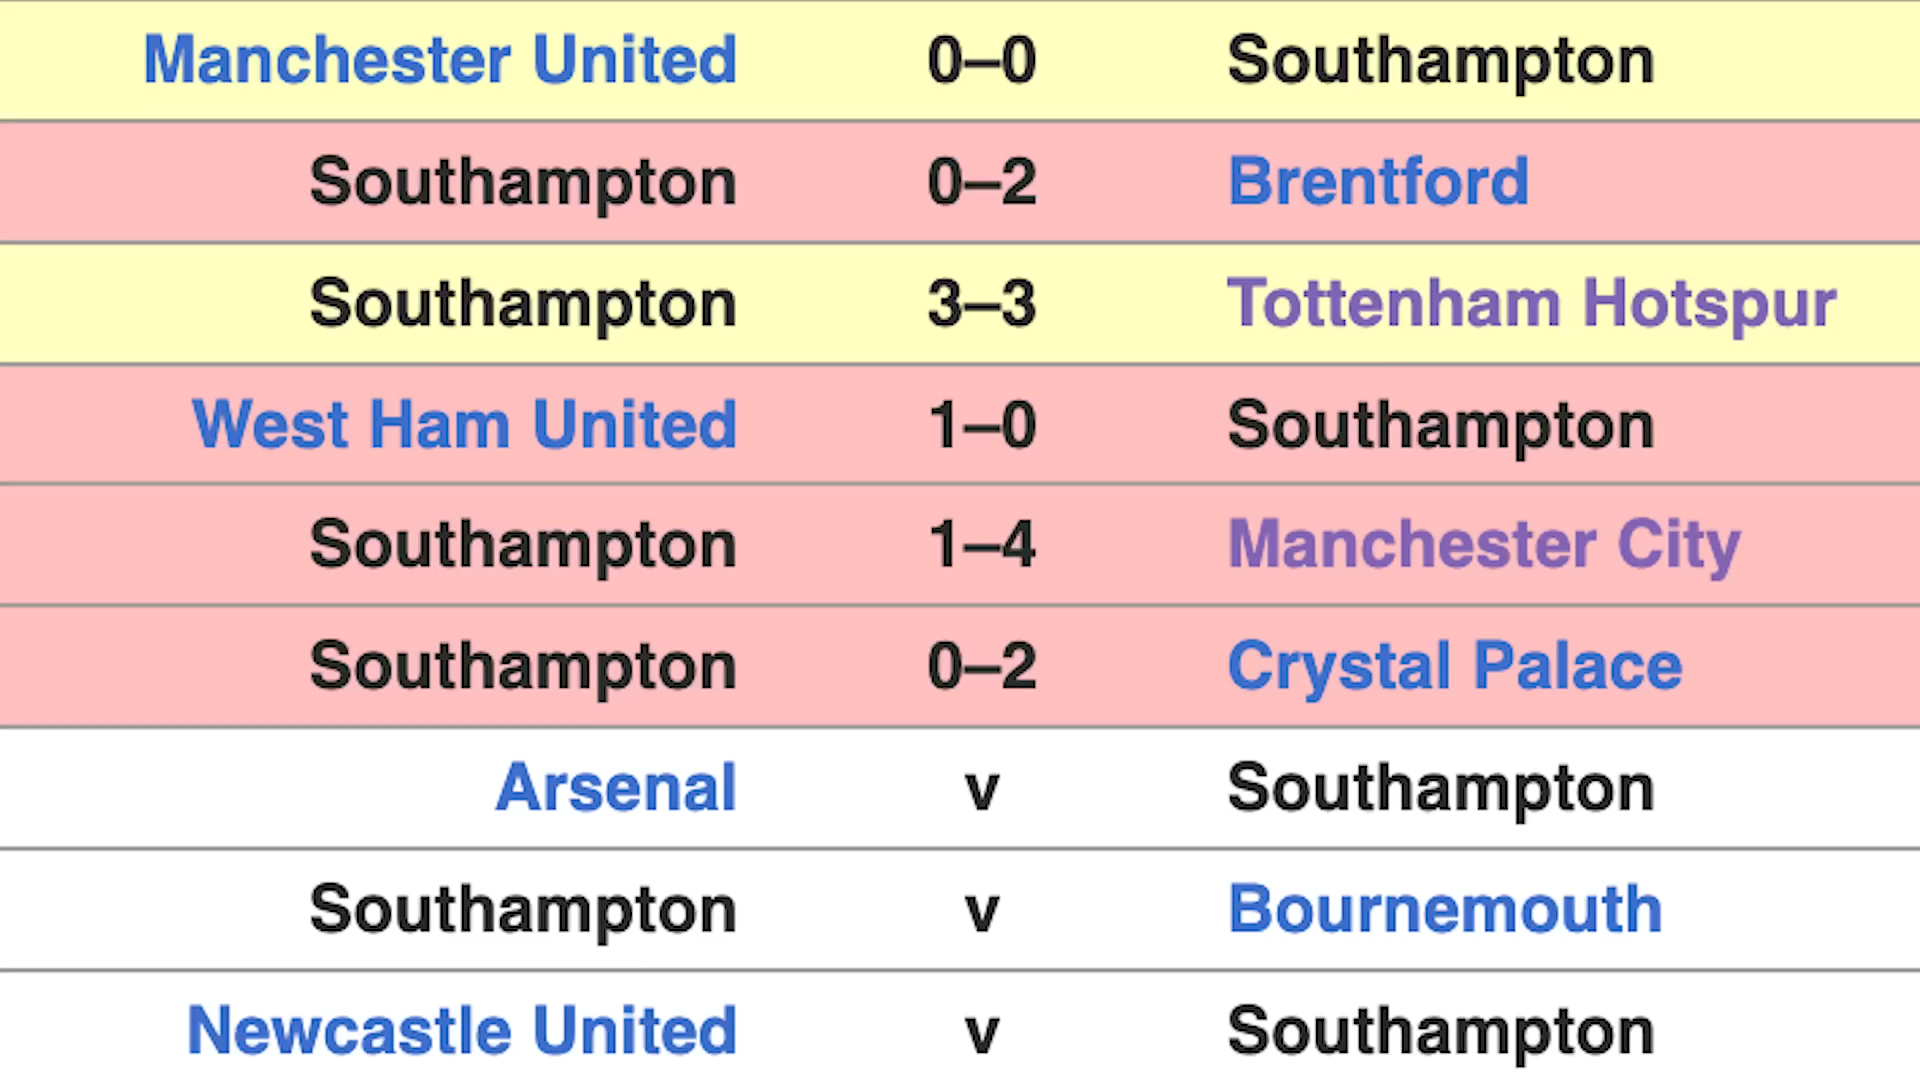 Manchester United 0–0 Southampton
Southampton 0–2 Brentford
Southampton 3–3 Tottenham Hotspur
West Ham United 1–0 Southampton
Southampton 1–4 Manchester City
Southampton 0–2 Crystal Palace
Arsenal v Southampton
Southampton v Bournemouth
Newcastle United v Southampton